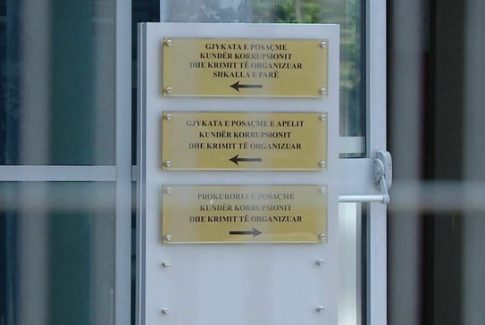 GJYKATA E POSAÇME
KUNDËR KORRUPSIONIT
DHE KRIMIT TË ORGANIZUAR
SHKALLA E PARË
GJYKATA E POSAÇME E APELIT
KUNDËR KORRUPSIONIT
DHE KRIMIT TË ORGANIZUAR
PROKURORIA E POSAÇME
KUNDËR KORRUPSIONIT
DHE KRIMIT TË ORGANIZUAR